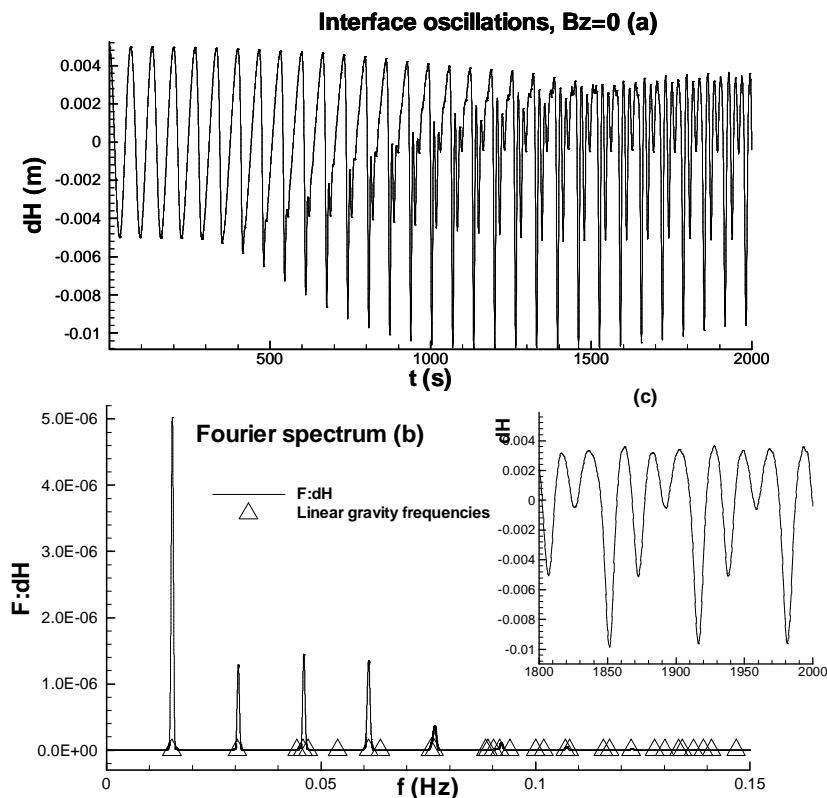 Interface oscillations, Bz=0 (a)
dH (m)
0.004
0.002
0
-0.002
-0.004
-0.006
-0.008
-0.01
500
1000
1500
2000
t (s)
Fourier spectrum (b)
F:dH
Linear gravity frequencies
F:dH
5.0E-06
4.0E-06
3.0E-06
2.0E-06
1.0E-06
0.0E+00
0
0.05
0.1
0.15
f (Hz)
(c)
dH
0.004
0.002
0
-0.002
-0.004
-0.006
-0.008
-0.01
1800
1850
1900
1950
2000